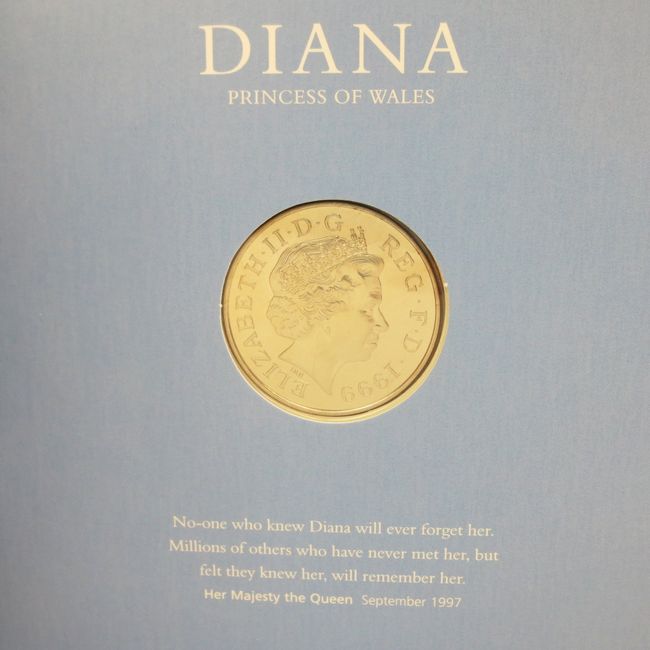 DIANA
PRINCESS OF WALES
ELIZABETH·II·D·G REG·F·D·1999
No-one who knew Diana will ever forget her.
Millions of others who have never met her, but
felt they knew her, will remember her.
Her Majesty the Queen September 1997